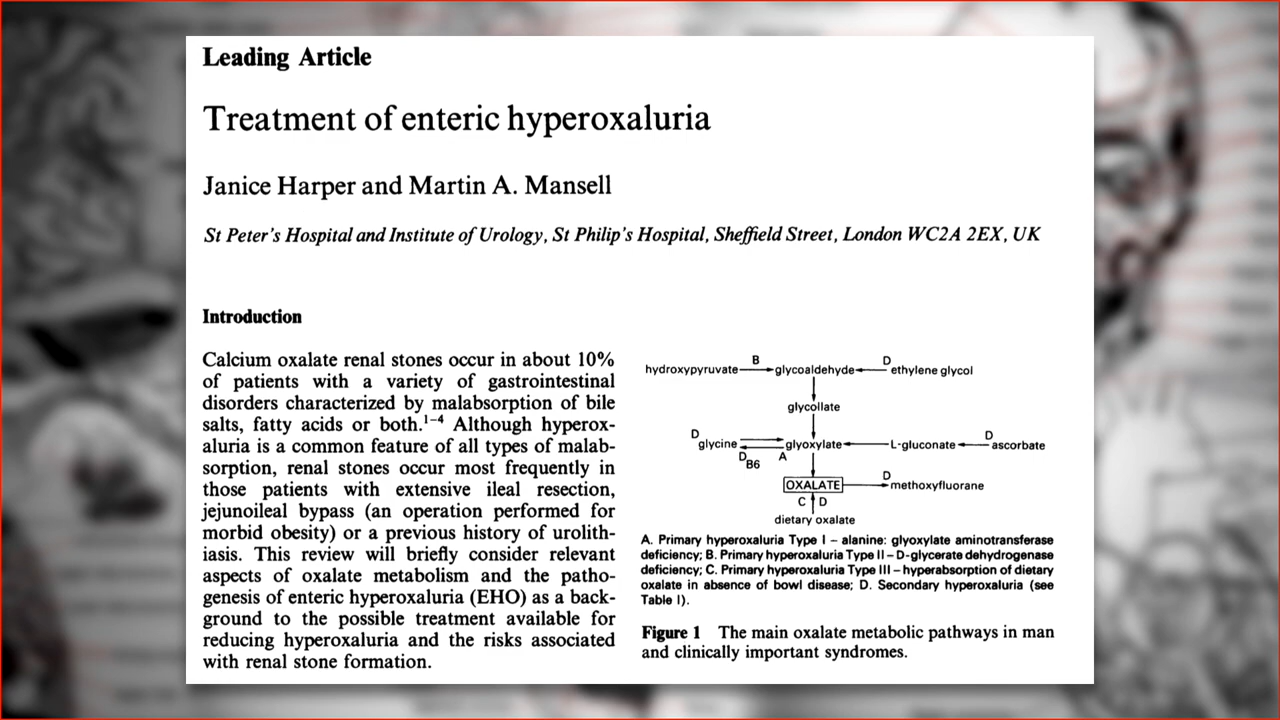 Leading Article
Treatment of enteric hyperoxaluria
Janice Harper and Martin A. Mansell
St Peter's Hospital and Institute of Urology, St Philip's Hospital, Sheffield Street, London WC2A 2EX, UK
Introduction
Calcium oxalate renal stones occur in about 10%
of patients with a variety of gastrointestinal
disorders characterized by malabsorption of bile
salts, fatty acids or both.1–4 Although hyperox-
aluria is a common feature of all types of malab-
sorption, renal stones occur most frequently in
those patients with extensive ileal resection,
jejunoileal bypass (an operation performed for
morbid obesity) or a previous history of urolith-
iasis. This review will briefly consider relevant
aspects of oxalate metabolism and the patho-
genesis of enteric hyperoxaluria (EHO) as a back-
ground to the possible treatment available for
reducing hyperoxaluria and the risks associated
with renal stone formation.
B D
hydroxypyruvate glycoaldehyde ethylene glycol
glycollate
D D
glycine glyoxylate L-gluconate ascorbate
D B6 A
D
OXALATE methoxyfluorane
C D
dietary oxalate
A. Primary hyperoxaluria Type I – alanine: glyoxylate aminotransferase
deficiency; B. Primary hyperoxaluria Type II – D-glycerate dehydrogenase
deficiency; C. Primary hyperoxaluria Type III – hyperabsorption of dietary
oxalate in absence of bowl disease; D. Secondary hyperoxaluria (see
Table I).
Figure 1 The main oxalate metabolic pathways in man
and clinically important syndromes.